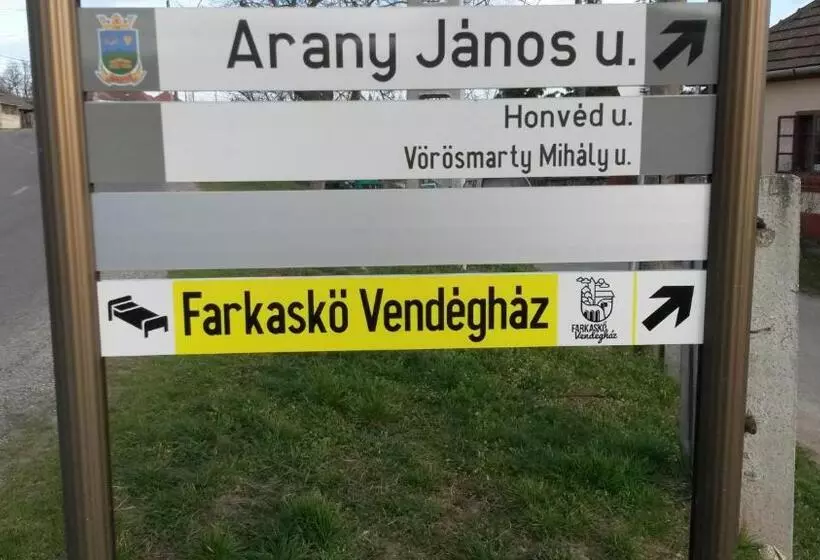 Arany János u.
Honvéd u.
Vörösmarty Mihály u.
Farkaskö Vendégház
FARKASKŐ
Vendégház